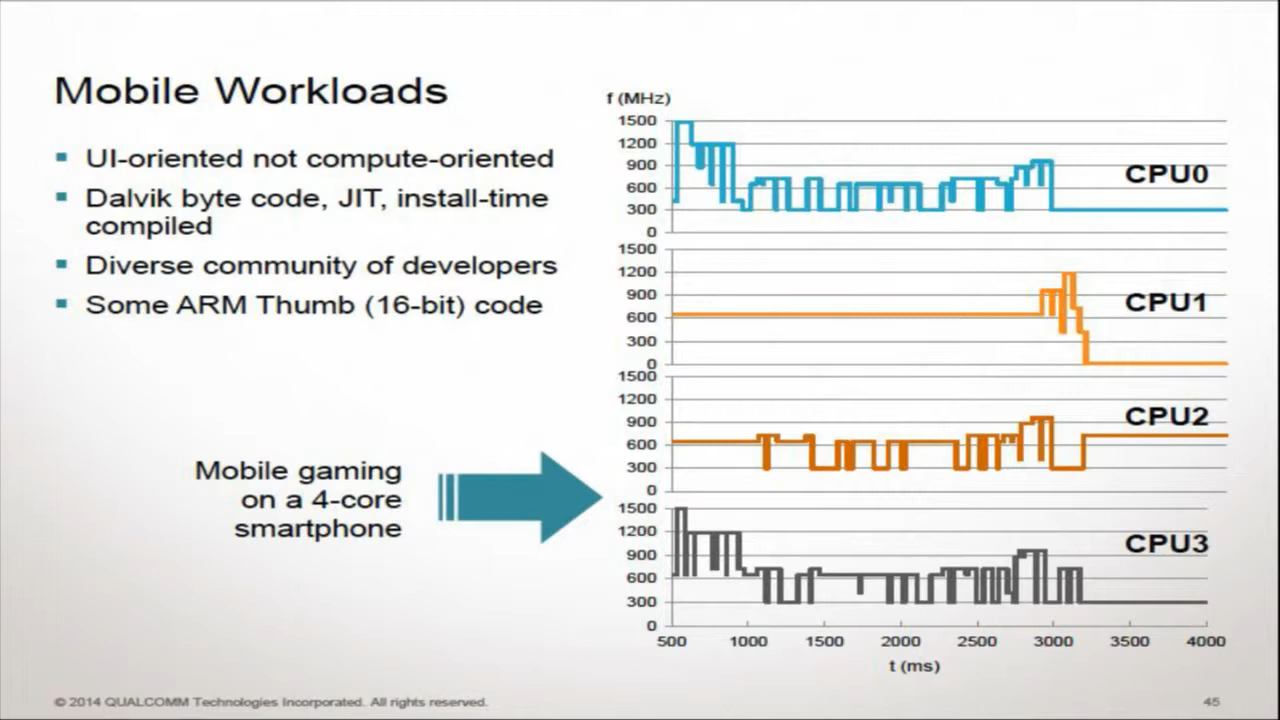 Mobile Workloads
UI-oriented not compute-oriented
Dalvik byte code, JIT, install-time
compiled
Diverse community of developers
Some ARM Thumb (16-bit) code
Mobile gaming
on a 4-core
smartphone
f (MHz)
1500
1200
900
600
300
0
CPU0
1500
1200
900
600
300
0
CPU1
1500
1200
900
600
300
0
CPU2
1500
1200
900
600
300
0
CPU3
500 1000 1500 2000 2500 3000 3500 4000
t (ms)
© 2014 QUALCOMM Technologies Incorporated. All rights reserved.
45